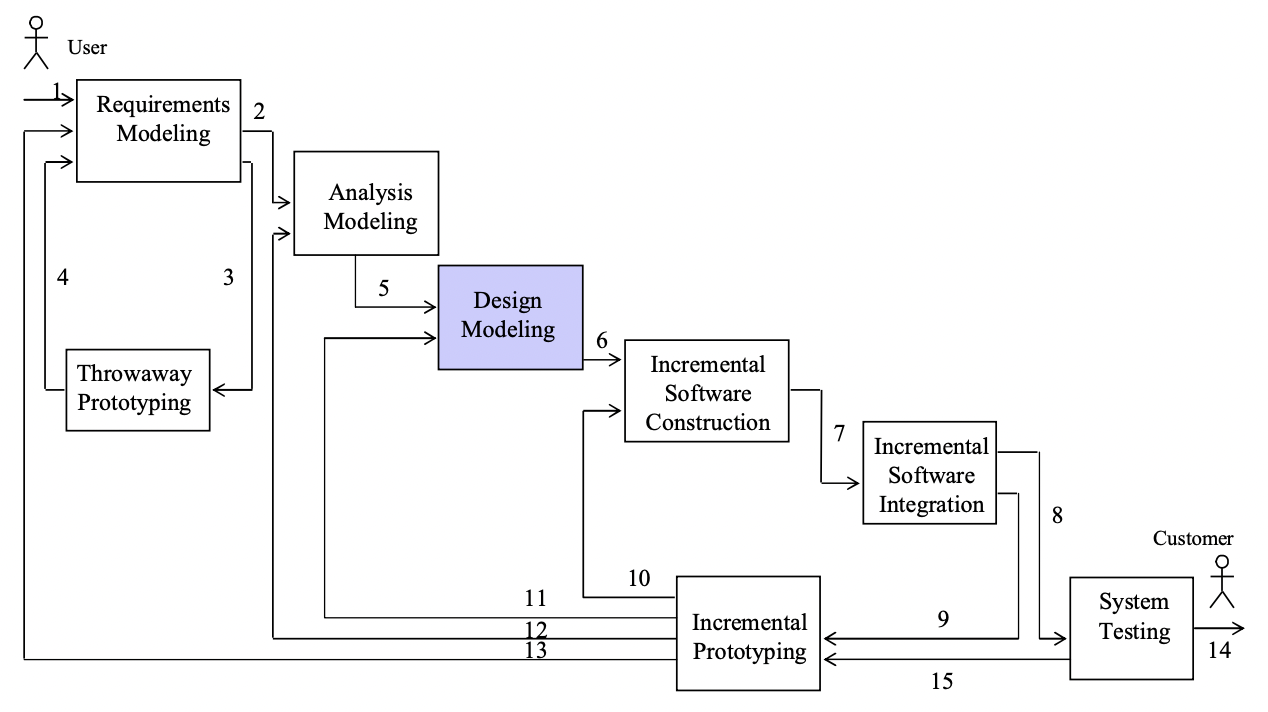 User
1
Requirements
Modeling
2
Analysis
Modeling
4
3
5
Design
Modeling
6
Throwaway
Prototyping
Incremental
Software
Construction
7
Incremental
Software
Integration
8
Customer
10
11
12
13
Incremental
Prototyping
9
15
System
Testing
14